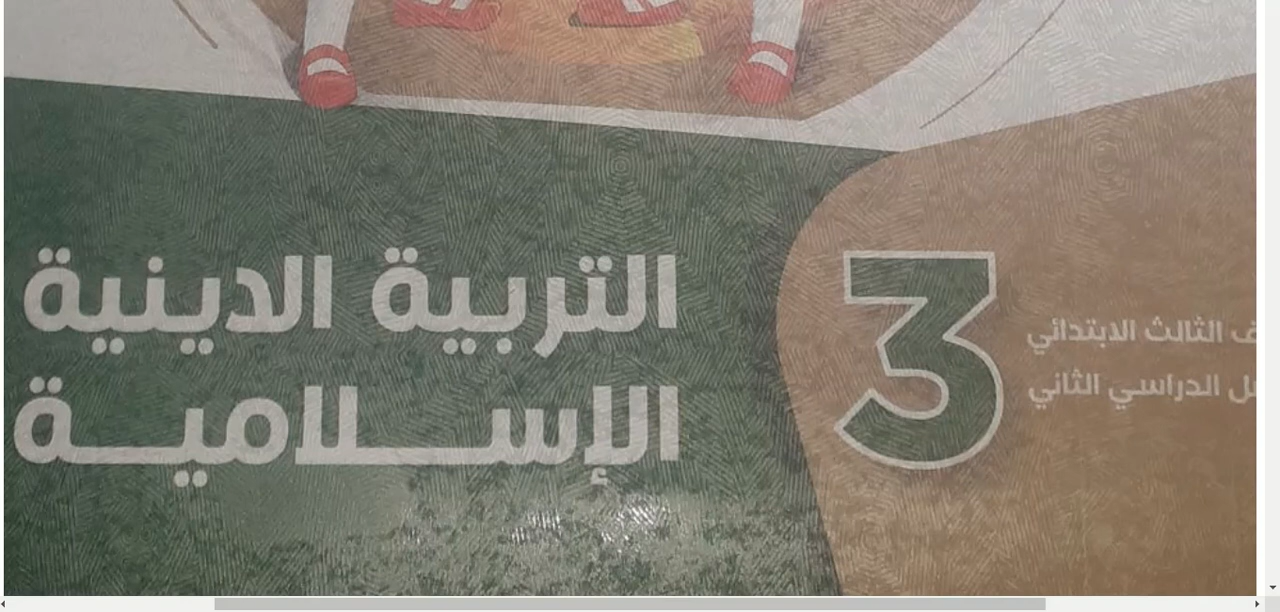 التربية الدينية
الإسلامية
3
الثالث الابتدائي
الدراسي الثاني